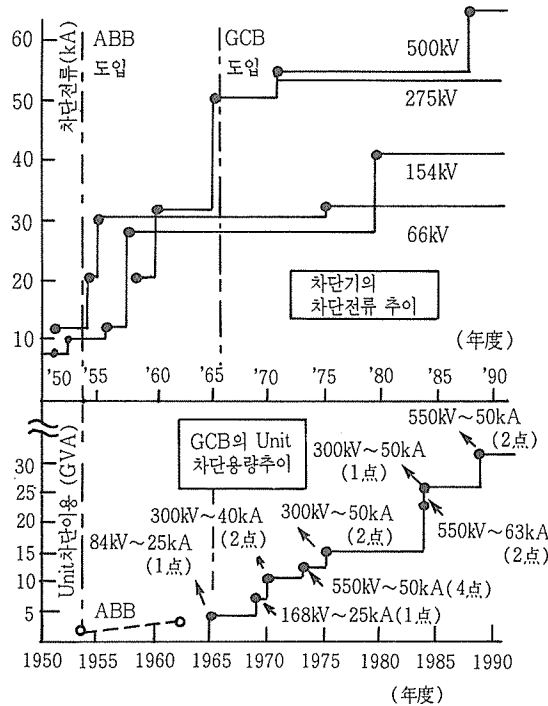 ABB
도입
GCB
도입
차단전류(kA)
60
50
40
30
20
10
500kV
275kV
154kV
66kV
차단기의
차단전류 추이
(年度)
'50 '55 '60 '65 '70 '75 '80 '85 '90
Unit차단이용 (GVA)
30
25
20
15
10
5
GCB의 Unit
차단용량추이
550kV～50kA
(2点)
300kV～50kA
(1点)
300kV～40kA
(2点)
300kV～50kA
(2点)
84kV～25kA
(1点)
550kV～63kA
(2点)
550kV～50kA(4点)
168kV～25kA(1点)
ABB
1950 1955 1960 1965 1970 1975 1980 1985 1990
(年度)